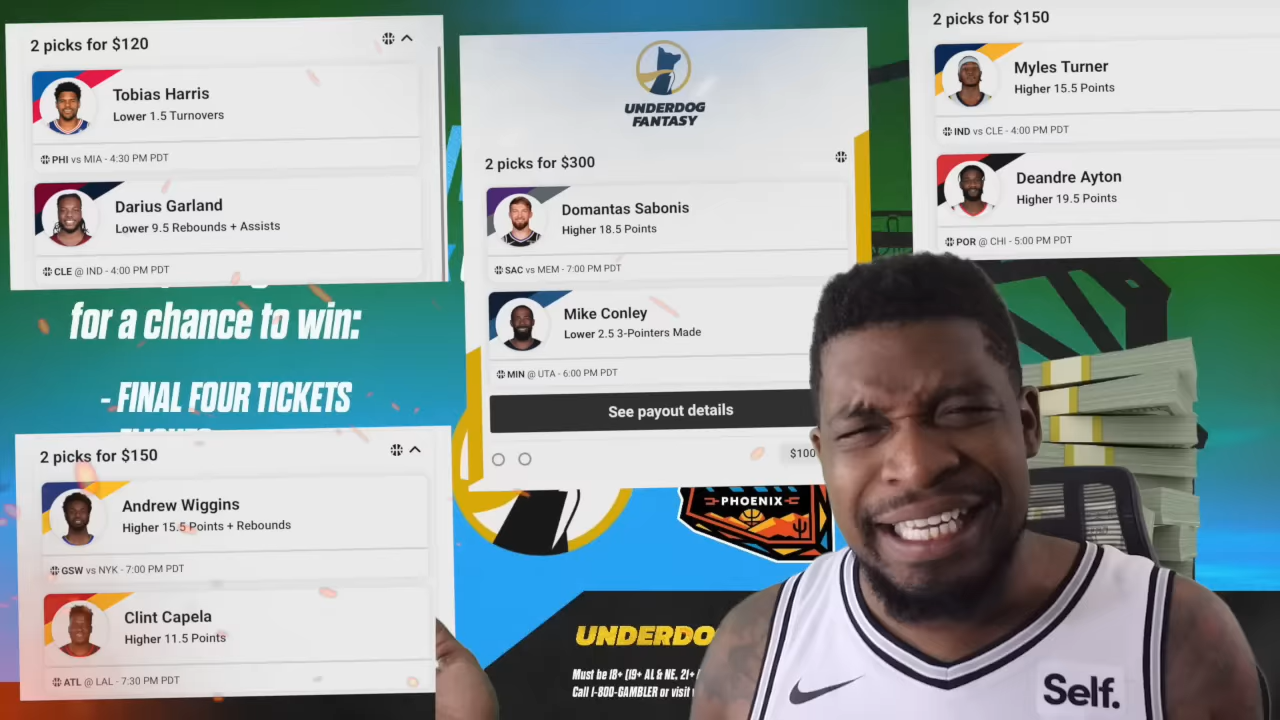 2 picks for $120
Tobias Harris
Lower 1.5 Turnovers
PHI vs MIA - 4:30 PM PDT
Darius Garland
Lower 9.5 Rebounds + Assists
CLE @ IND - 4:00 PM PDT
for a chance to win:
- FINAL FOUR TICKETS
2 picks for $150
Andrew Wiggins
Higher 15.5 Points + Rebounds
GSW vs NYK - 7:00 PM PDT
Clint Capela
Higher 11.5 Points
ATL @ LAL - 7:30 PM PDT
UNDERDOG
FANTASY
2 picks for $300
Domantas Sabonis
Higher 18.5 Points
SAC vs MEM - 7:00 PM PDT
Mike Conley
Lower 2.5 3-Pointers Made
MIN @ UTA - 6:00 PM PDT
See payout details
$100
PHOENIX
UNDERDO
Must be 18+ (19+ AL & NE, 21+
Call 1-800-GAMBLER or visit
2 picks for $150
Myles Turner
Higher 15.5 Points
IND vs CLE - 4:00 PM PDT
Deandre Ayton
Higher 19.5 Points
POR @ CHI - 5:00 PM PDT
Self.